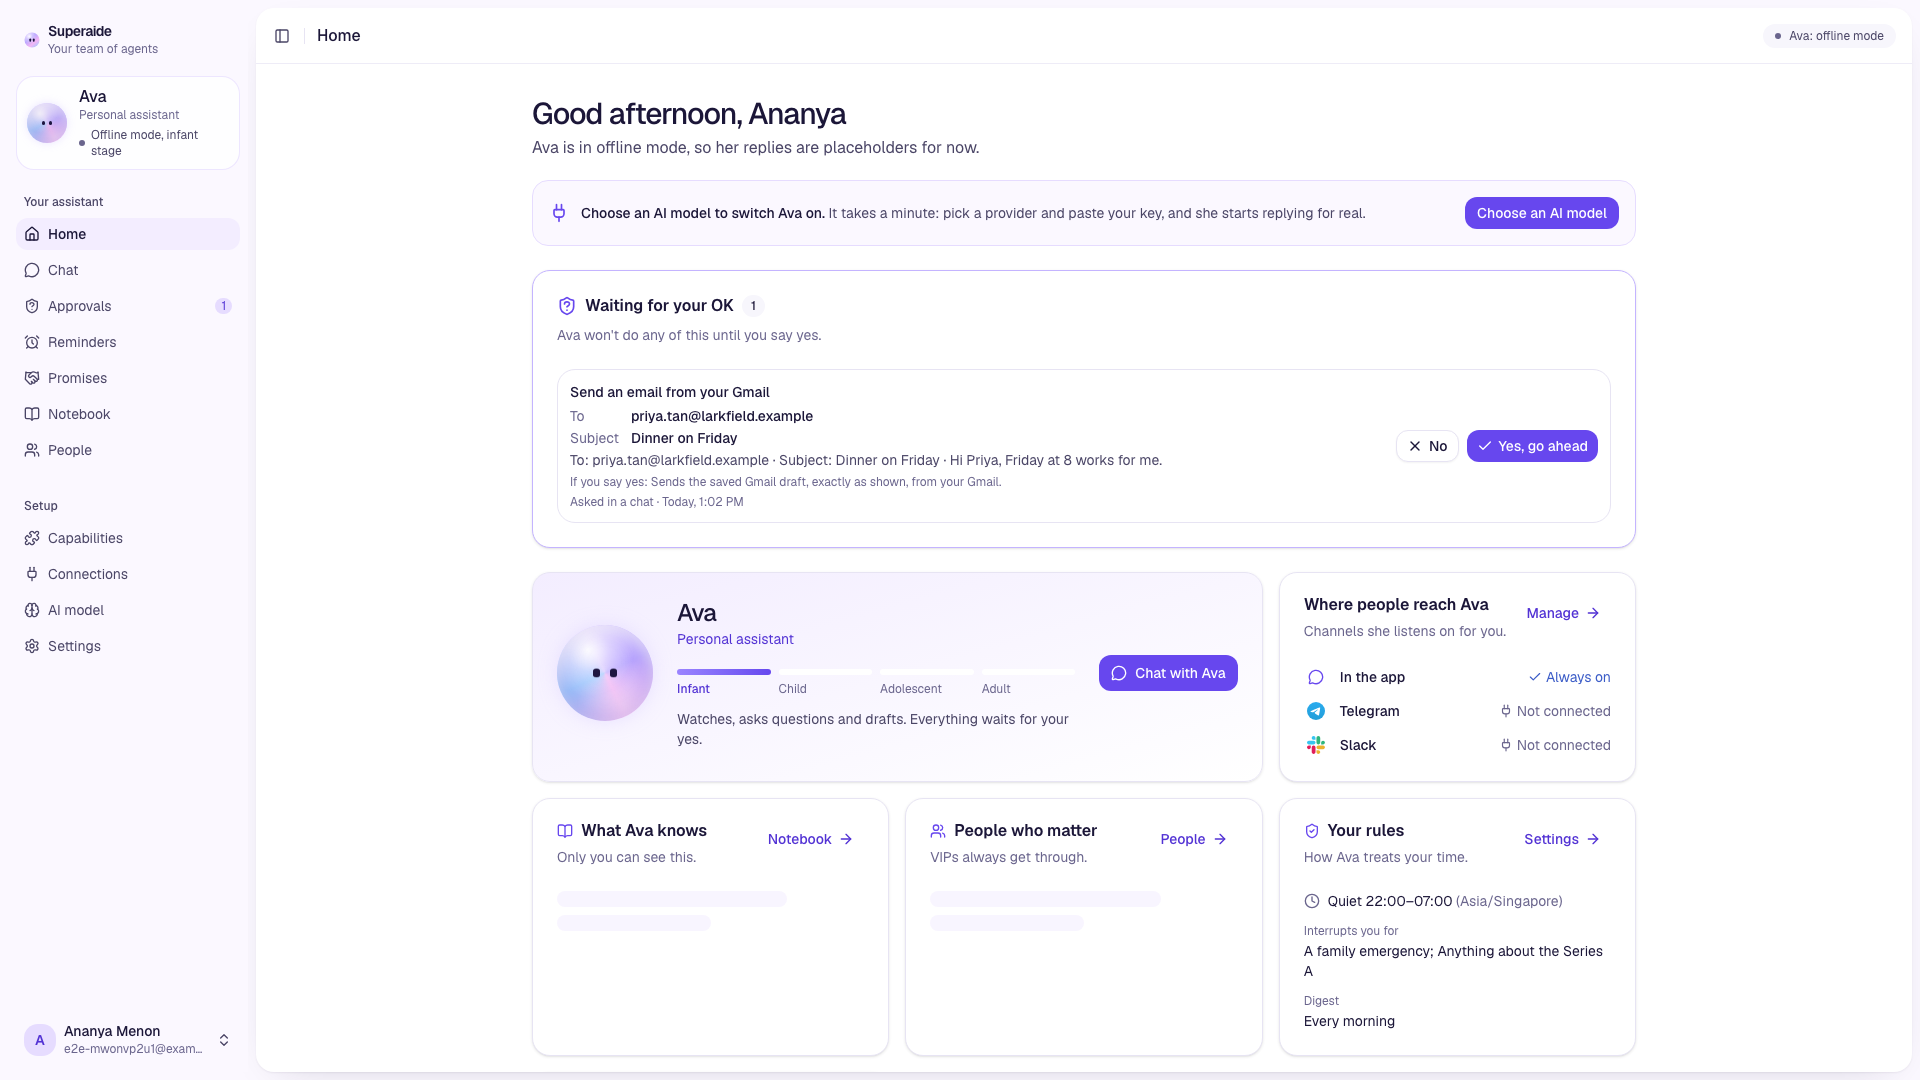 Superaide
Your team of agents
Ava
Personal assistant
Offline mode, infant
stage
Your assistant
Home
Chat
Approvals 1
Reminders
Promises
Notebook
People
Setup
Capabilities
Connections
AI model
Settings
A
Ananya Menon
e2e-mwonvp2u1@exam...
Home
Ava: offline mode
Good afternoon, Ananya
Ava is in offline mode, so her replies are placeholders for now.
Choose an AI model to switch Ava on. It takes a minute: pick a provider and paste your key, and she starts replying for real.
Choose an AI model
Waiting for your OK 1
Ava won't do any of this until you say yes.
Send an email from your Gmail
To priya.tan@larkfield.example
Subject Dinner on Friday
To: priya.tan@larkfield.example · Subject: Dinner on Friday · Hi Priya, Friday at 8 works for me.
If you say yes: Sends the saved Gmail draft, exactly as shown, from your Gmail.
Asked in a chat · Today, 1:02 PM
No
Yes, go ahead
Ava
Personal assistant
Infant Child Adolescent Adult
Watches, asks questions and drafts. Everything waits for your
yes.
Chat with Ava
Where people reach Ava
Channels she listens on for you.
Manage
In the app Always on
Telegram Not connected
Slack Not connected
What Ava knows
Only you can see this.
Notebook
People who matter
VIPs always get through.
People
Your rules
How Ava treats your time.
Settings
Quiet 22:00–07:00 (Asia/Singapore)
Interrupts you for
A family emergency; Anything about the Series
A
Digest
Every morning